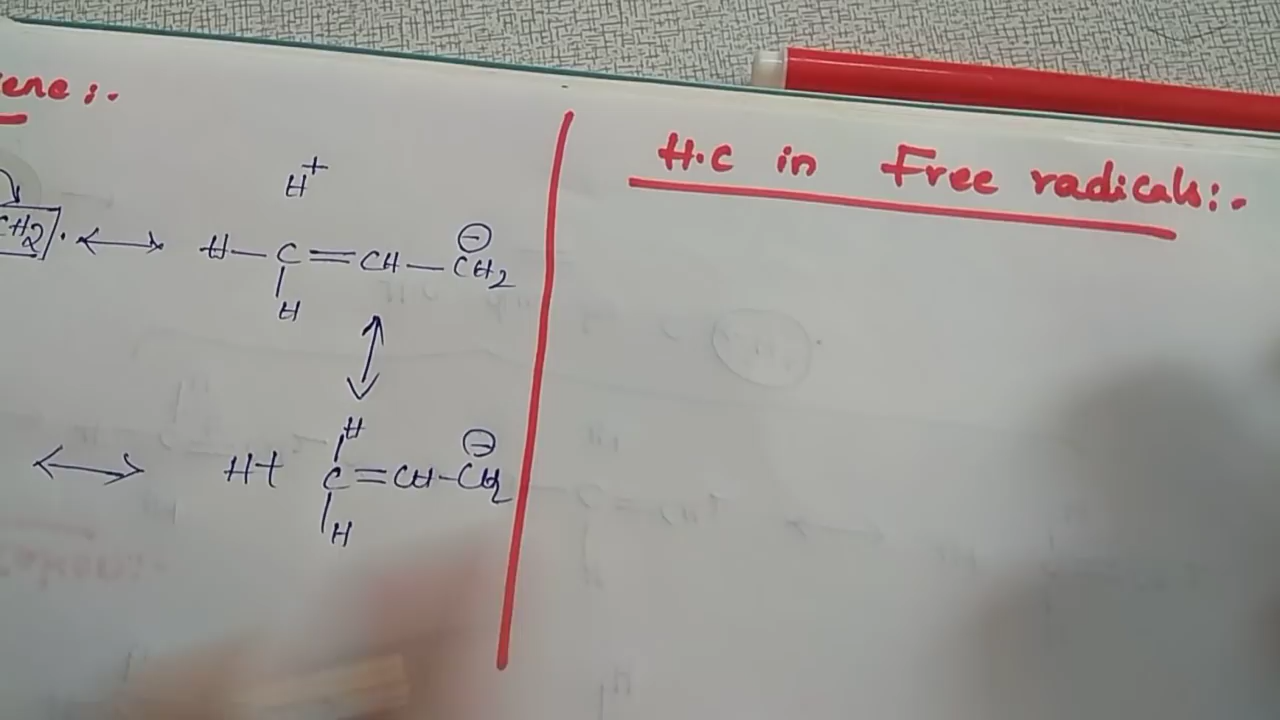 ene:-
H.C in Free radicals:-
H+
CH2 ↔ H—C=CH—CH2
⊖
H
↕
H
⊖
↔ H+ C=CH-CH2
H